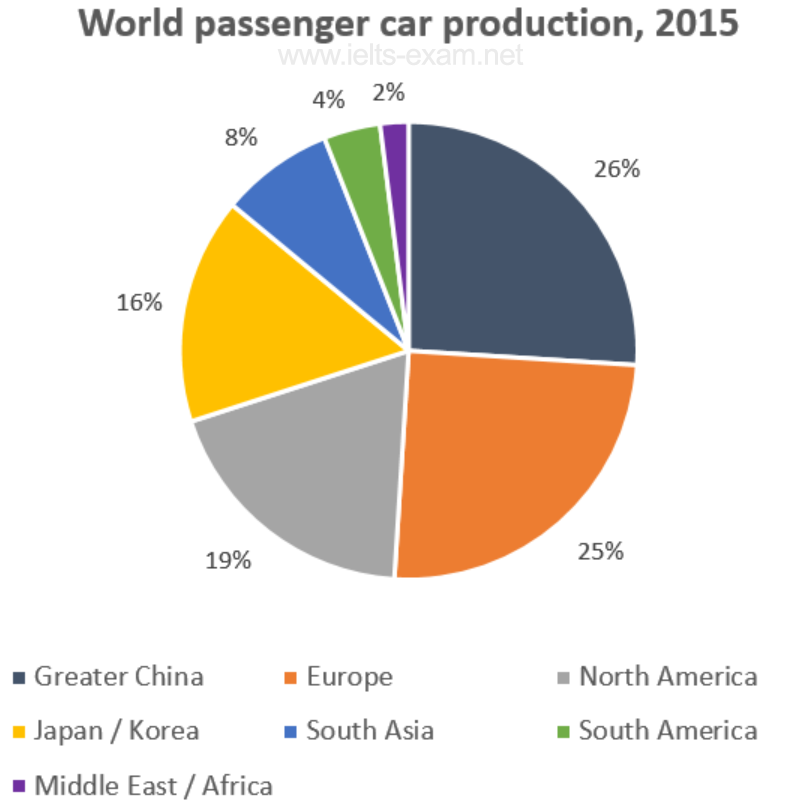 World passenger car production, 2015
www.ielts-exam.net
4% 2%
8%
26%
16%
19%
25%
Greater China Europe North America
Japan / Korea South Asia South America
Middle East / Africa